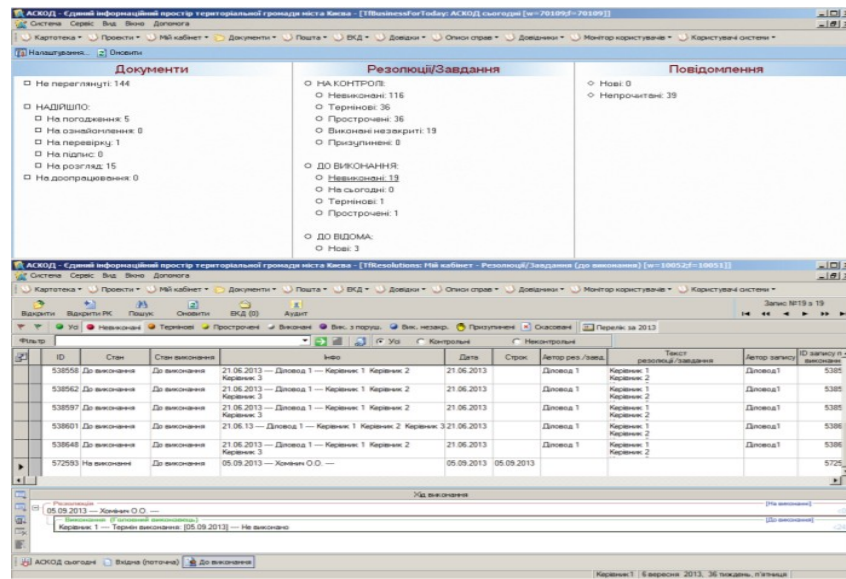 АСКОД - Єдиний інформаційний простір територіальної громади міста Києва - [TfBusinessForToday: АСКОД сьогодні [w=70109;f=70109]]
Система Сервіс Вид Вікно Допомога
Картотека Проекти Мій кабінет Документи Пошта ЕКД Довідки Описи справ Довідники Монітор користувачів Користувачі системи
Налаштування... Оновити
Документи Резолюції/Завдання Повідомлення
Не переглянуті: 144
НАДІЙШЛО:
На погодження: 5
На ознайомлення: 0
На перевірку: 1
На підпис: 0
На розгляд: 15
На доопрацювання: 0
НА КОНТРОЛІ:
Невиконані: 116
Термінові: 36
Прострочені: 36
Виконані незакриті: 19
Призупинені: 0
ДО ВИКОНАННЯ:
Невиконані: 19
На сьогодні: 0
Термінові: 1
Прострочені: 1
ДО ВІДОМА:
Нові: 3
Нові: 0
Непрочитані: 39
АСКОД - Єдиний інформаційний простір територіальної громади міста Києва - [TfResolutions: Мій кабінет - Резолюції/Завдання (до виконання) [w=10052;f=10051]]
Система Сервіс Вид Вікно Допомога
Картотека Проекти Мій кабінет Документи Пошта ЕКД Довідки Описи справ Довідники Монітор користувачів Користувачі системи
Відкрити Відкрити РК Пошук Оновити ЕКД (0) Аудит Запис №19 з 19
Усі Невиконані Термінові Прострочені Виконані Вик. з поруш. Вик. незакр. Призупинені Скасовані Перелік за 2013
Фільтр Усі Контрольні Неконтрольні
ID Стан Стан виконання Інфо Дата Строк Автор рез./завд. Текст резолюції/завдання Автор запису ID запису п виконанн
538558 До виконання До виконання 21.06.2013 — Діловод 1 — Керівник 1 Керівник 2 21.06.2013 Діловод 1 Керівник 1 Діловод1 5385
Керівник 3 Керівник 2
538562 До виконання До виконання 21.06.2013 — Діловод 1 — Керівник 1 Керівник 2 21.06.2013 Діловод 1 Керівник 1 Діловод1 5385
Керівник 3 Керівник 2
538597 До виконання До виконання 21.06.2013 — Діловод 1 — Керівник 1 Керівник 2 21.06.2013 Діловод 1 Керівник 1 Діловод1 5385
Керівник 3 Керівник 2
538601 До виконання До виконання 21.06.13 — Діловод 1 — Керівник 1 Керівник 2 Керівник 3 21.06.2013 Діловод 1 Керівник 1 Діловод1 5386
Керівник 2
538648 До виконання До виконання 21.06.2013 — Діловод 1 — Керівник 1 Керівник 2 21.06.2013 Діловод 1 Керівник 1 Діловод1 5386
Керівник 3 Керівник 2
572593 На виконанні До виконання 05.09.2013 — Хомініч О.О. — 05.09.2013 05.09.2013 5725
Хід виконання
Резолюція [На виконанні]
05.09.2013 — Хомініч О.О. —
Виконання [Головний виконавець] [До виконання]
Керівник 1 — Термін виконання: [05.09.2013] — Не виконано
АСКОД сьогодні Вхідна (поточна) До виконання
Керівник1 6 вересня 2013, 36 тиждень, п'ятниця